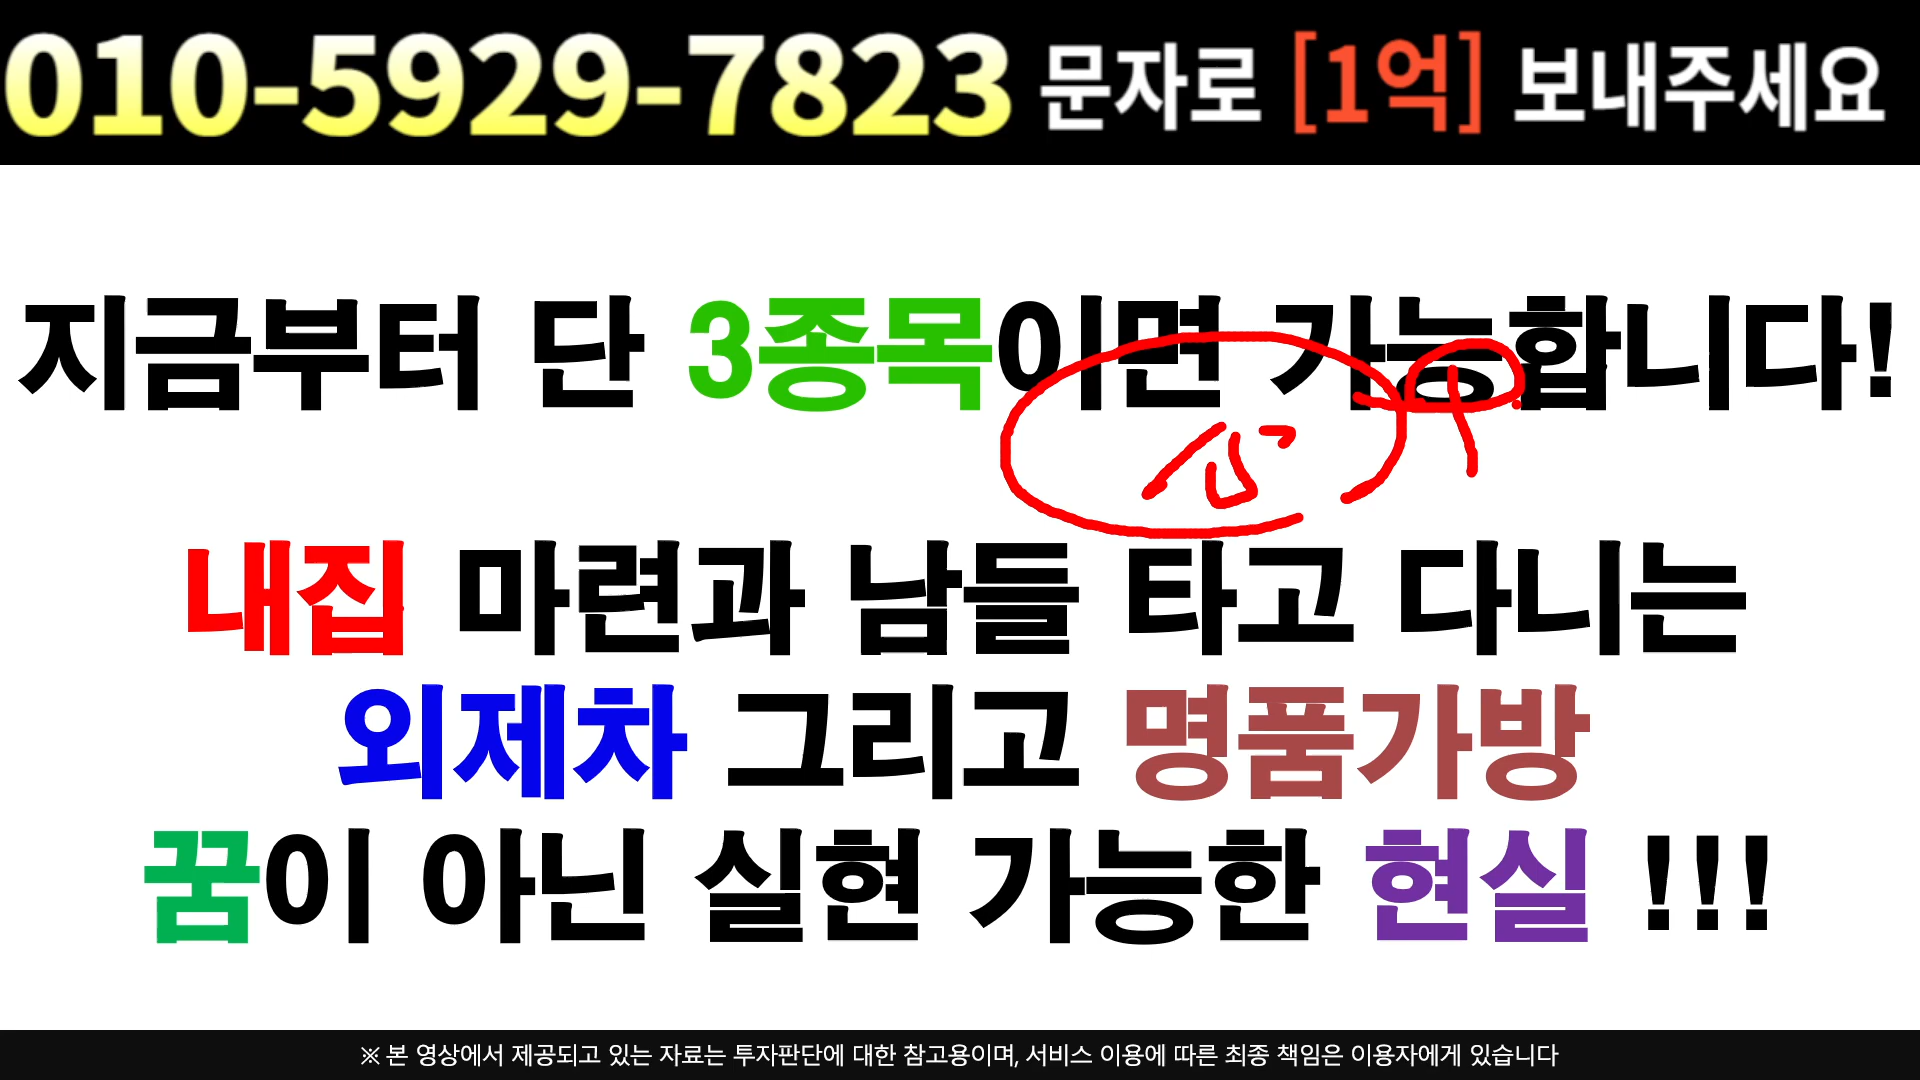 010-5929-7823 문자로 [1억] 보내주세요
지금부터 단 3종목이면 가능합니다!
내집 마련과 남들 타고 다니는
외제차 그리고 명품가방
꿈이 아닌 실현 가능한 현실 !!!
※ 본 영상에서 제공되고 있는 자료는 투자판단에 대한 참고용이며, 서비스 이용에 따른 최종 책임은 이용자에게 있습니다